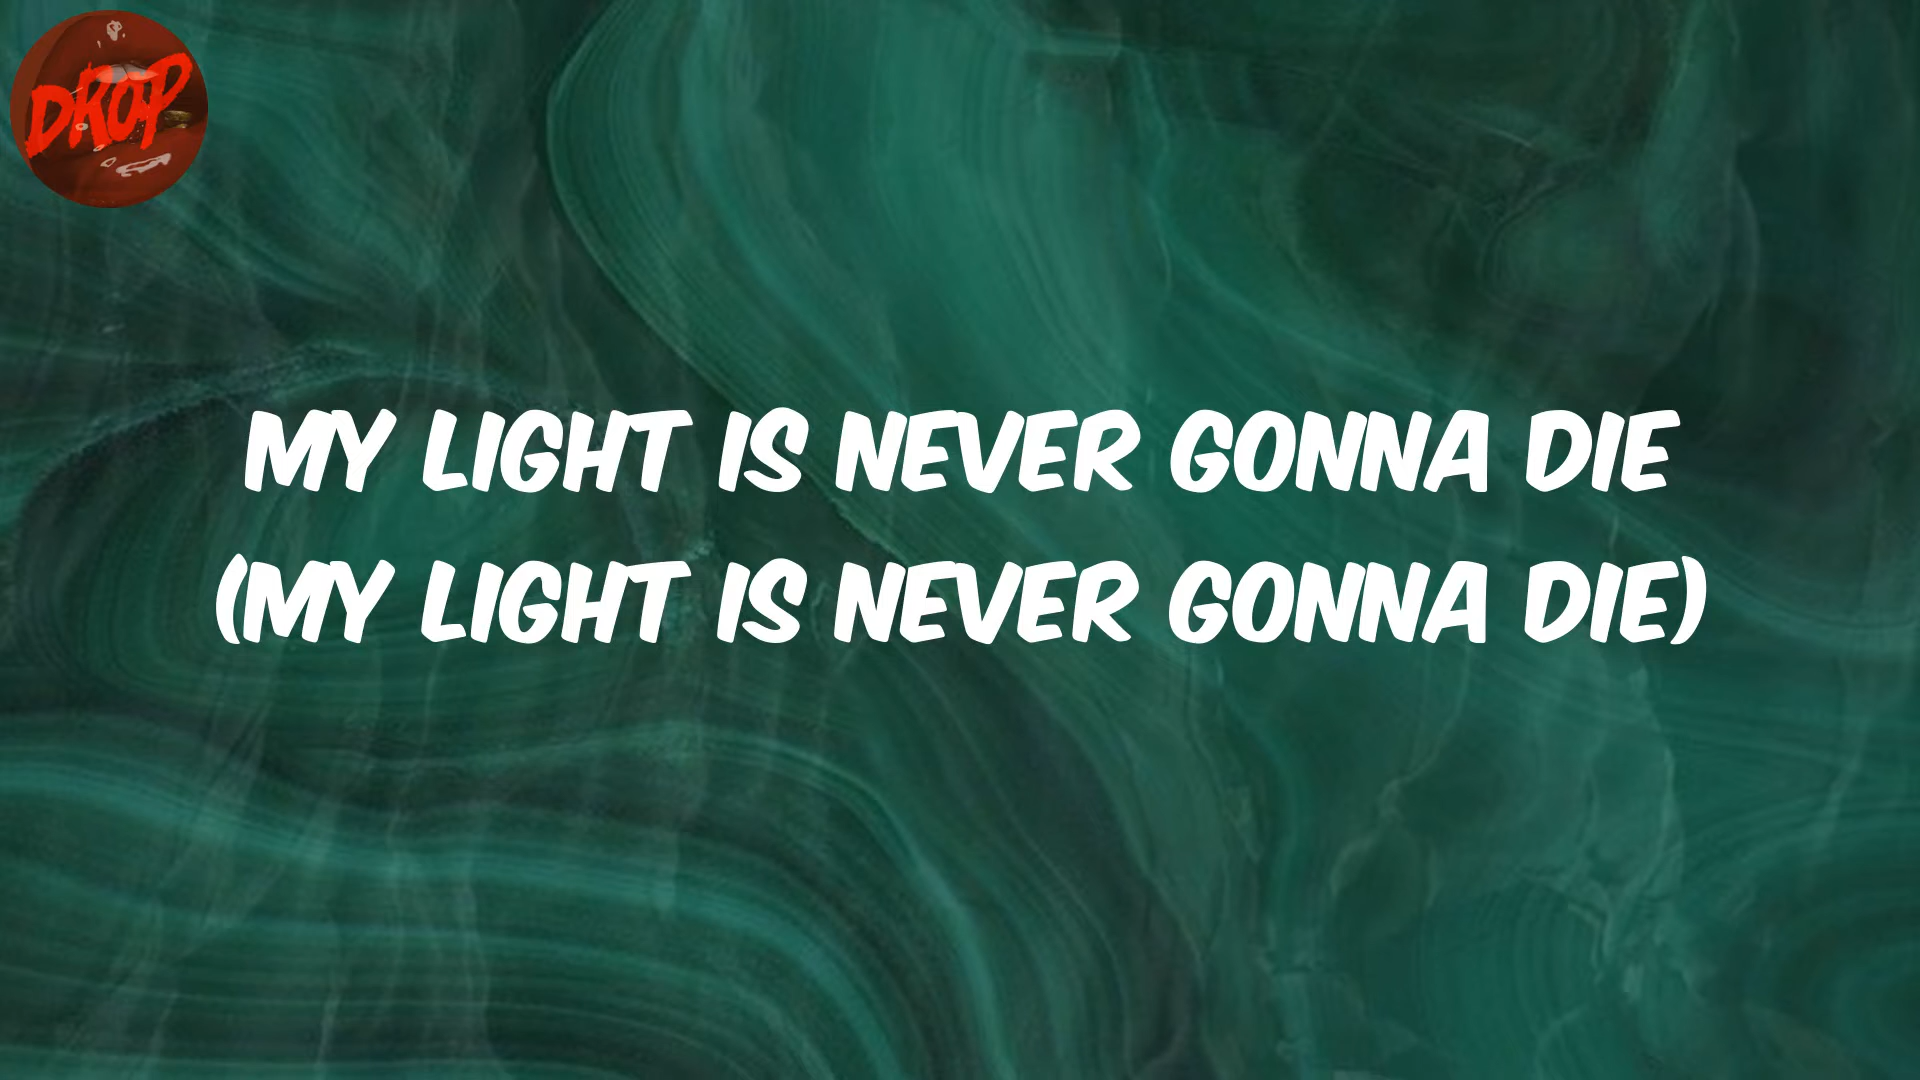 DROP
MY LIGHT IS NEVER GONNA DIE
(MY LIGHT IS NEVER GONNA DIE)